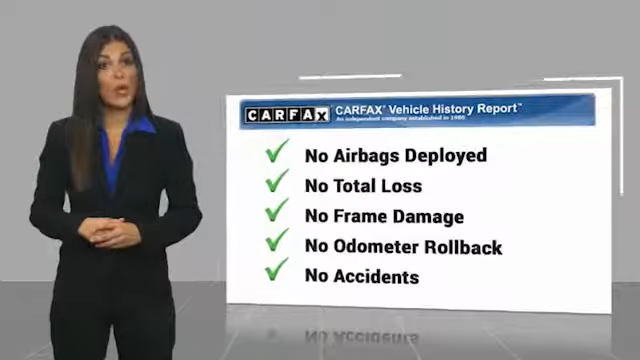 CARFAX CARFAX® Vehicle History Report™
An independent company established in 1986
No Airbags Deployed
No Total Loss
No Frame Damage
No Odometer Rollback
No Accidents